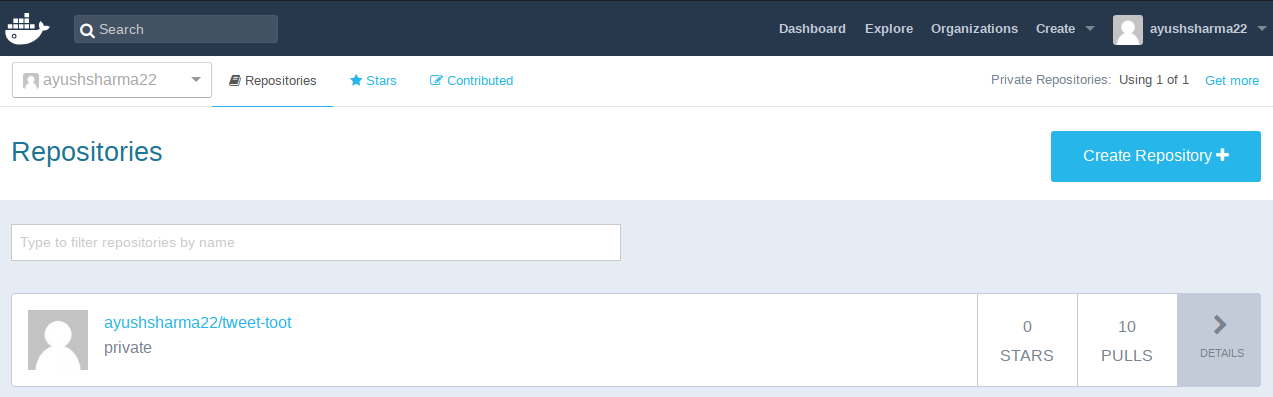 Search Dashboard Explore Organizations Create ayushsharma22
ayushsharma22 Repositories Stars Contributed Private Repositories: Using 1 of 1 Get more
Repositories Create Repository
Type to filter repositories by name
ayushsharma22/tweet-toot
private
0
STARS
10
PULLS
DETAILS